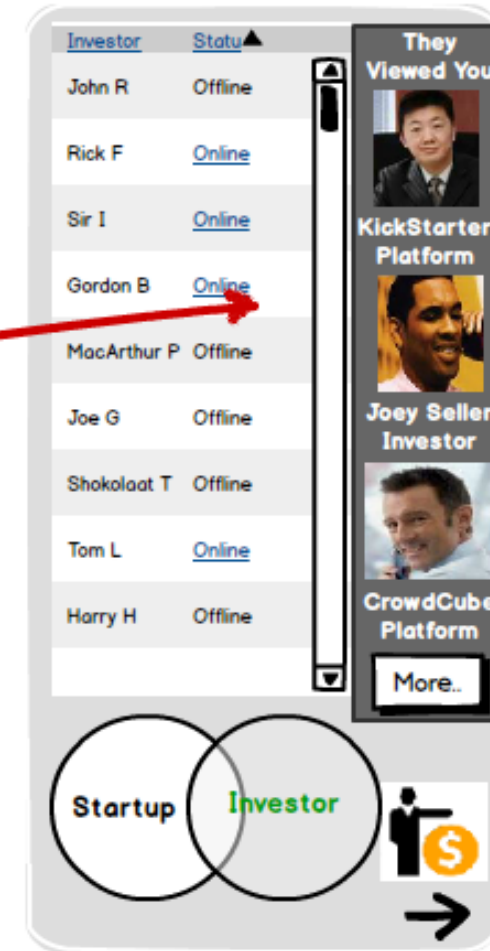 Investor Statu
John R Offline
Rick F Online
Sir I Online
Gordon B Online
MacArthur P Offline
Joe G Offline
Shokolaat T Offline
Tom L Online
Harry H Offline
They
Viewed You
KickStarter
Platform
Joey Seller
Investor
CrowdCube
Platform
More..
Startup
Investor
$